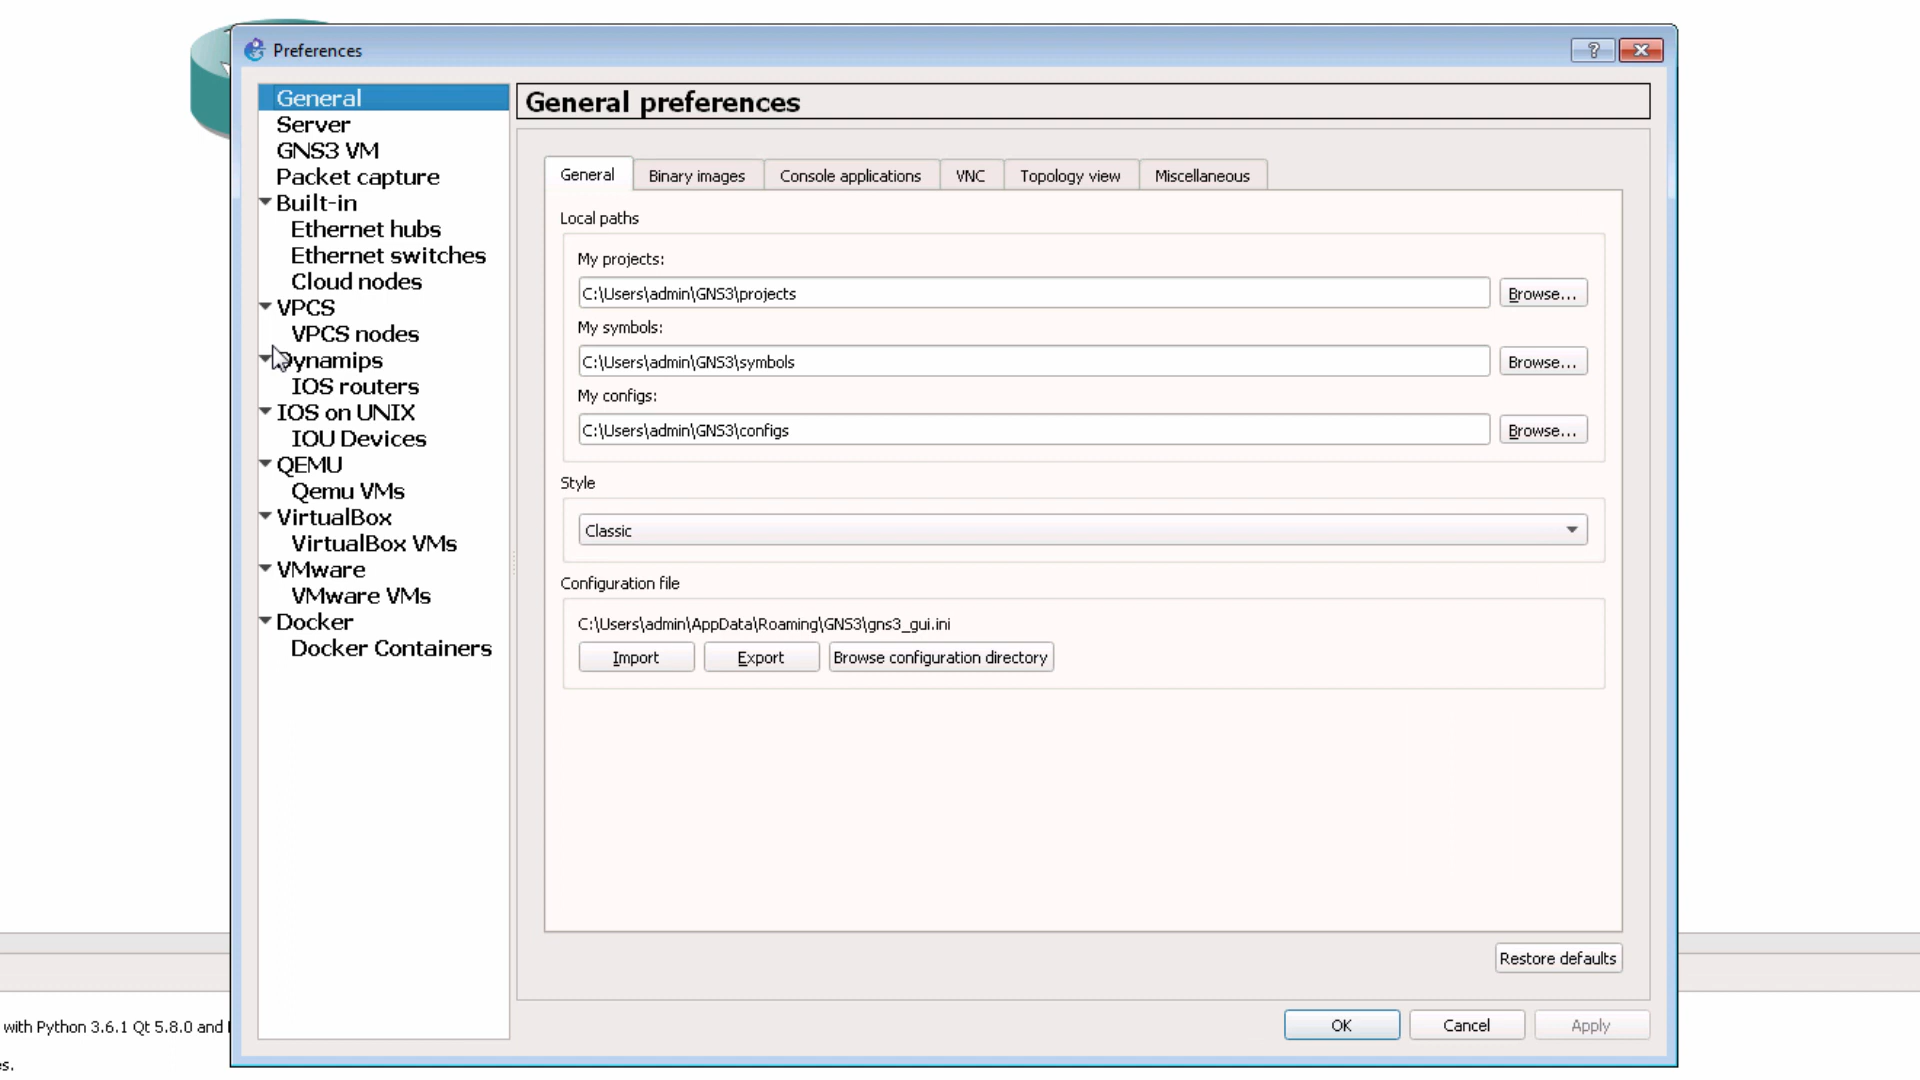 Preferences
General
Server
GNS3 VM
Packet capture
Built-in
Ethernet hubs
Ethernet switches
Cloud nodes
VPCS
VPCS nodes
Dynamips
IOS routers
IOS on UNIX
IOU Devices
QEMU
Qemu VMs
VirtualBox
VirtualBox VMs
VMware
VMware VMs
Docker
Docker Containers
General preferences
General Binary images Console applications VNC Topology view Miscellaneous
Local paths
My projects:
C:\Users\admin\GNS3\projects Browse...
My symbols:
C:\Users\admin\GNS3\symbols Browse...
My configs:
C:\Users\admin\GNS3\configs Browse...
Style
Classic
Configuration file
C:\Users\admin\AppData\Roaming\GNS3\gns3_gui.ini
Import Export Browse configuration directory
Restore defaults
OK Cancel Apply
with Python 3.6.1 Qt 5.8.0 and